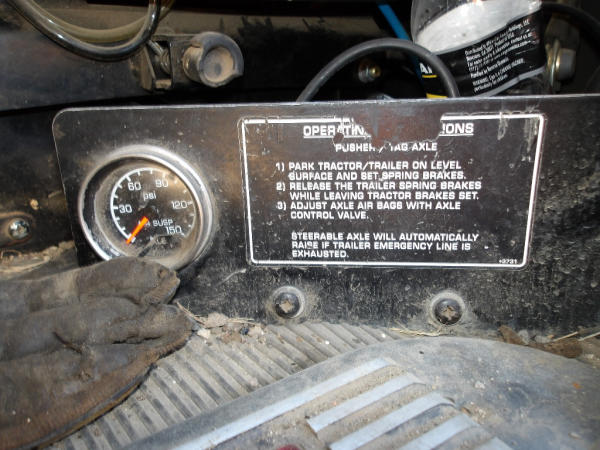 OPERATIN IONS
PUSHER / TAG AXLE
1) PARK TRACTOR/TRAILER ON LEVEL
SURFACE AND SET SPRING BRAKES.
2) RELEASE THE TRAILER SPRING BRAKES
WHILE LEAVING TRACTOR BRAKES SET.
3) ADJUST AXLE AIR BAGS WITH AXLE
CONTROL VALVE.
STEERABLE AXLE WILL AUTOMATICALLY
RAISE IF TRAILER EMERGENCY LINE IS
EXHAUSTED.
60 90
psi
30 120
SUSP
150